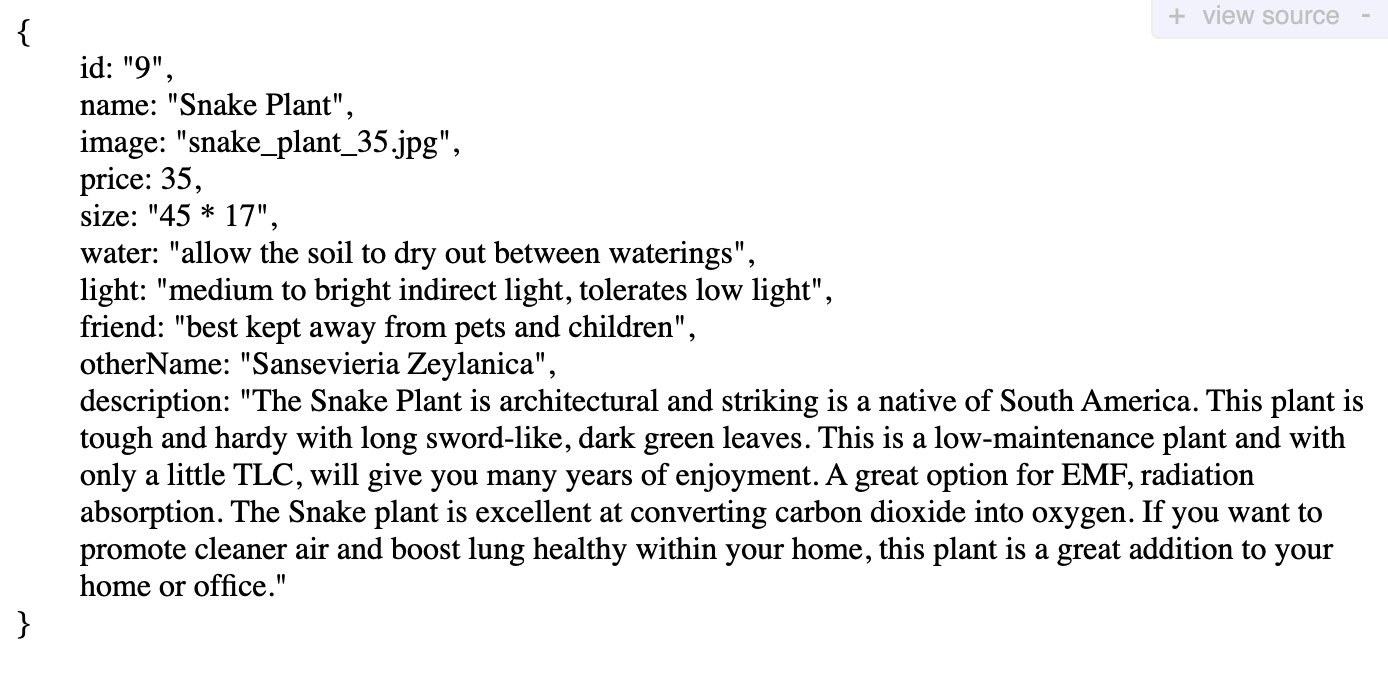 + view source -
{
id: "9",
name: "Snake Plant",
image: "snake_plant_35.jpg",
price: 35,
size: "45 * 17",
water: "allow the soil to dry out between waterings",
light: "medium to bright indirect light, tolerates low light",
friend: "best kept away from pets and children",
otherName: "Sansevieria Zeylanica",
description: "The Snake Plant is architectural and striking is a native of South America. This plant is
tough and hardy with long sword-like, dark green leaves. This is a low-maintenance plant and with
only a little TLC, will give you many years of enjoyment. A great option for EMF, radiation
absorption. The Snake plant is excellent at converting carbon dioxide into oxygen. If you want to
promote cleaner air and boost lung healthy within your home, this plant is a great addition to your
home or office."
}